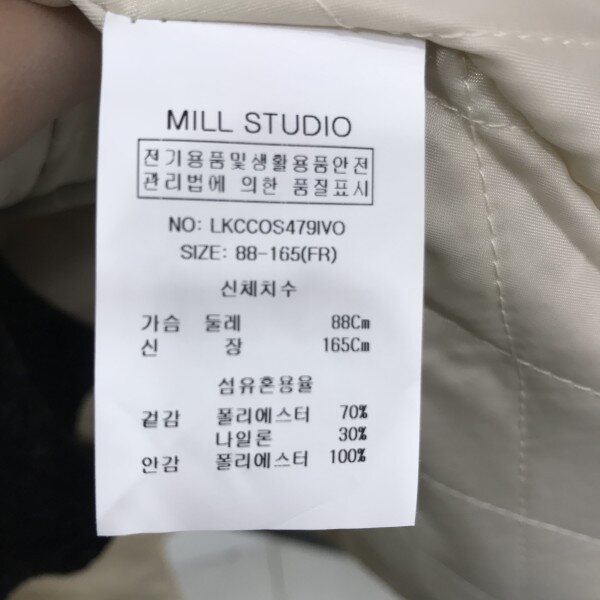 MILL STUDIO
전기용품및생활용품안전
관리법에 의한 품질표시
NO: LKCCOS479IVO
SIZE: 88-165(FR)
신체치수
가슴 둘레 88Cm
신 장 165Cm
섬유혼용율
겉감 폴리에스터 70%
나일론 30%
안감 폴리에스터 100%